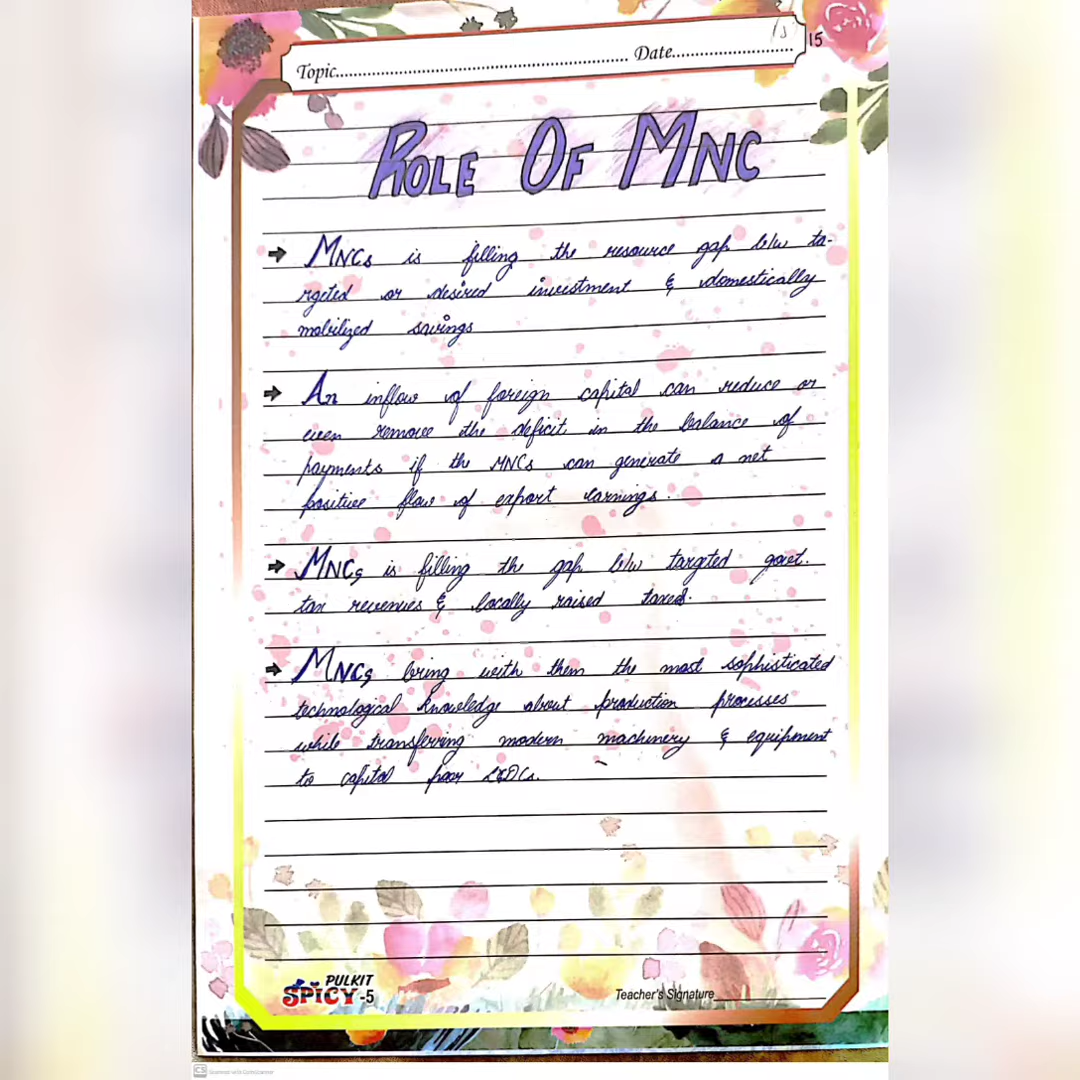 15
Topic.................... Date....................
ROLE OF MNC
→ MNCs is filling the resource gap b/w ta-
rgeted or desired investment & domestically
mobilized savings
→ An inflow of foreign capital can reduce or
even remove the deficit in the balance of
payments if the MNCs can generate a net
positive flow of export earnings.
→ MNCs is filling the gap b/w targeted govt.
tax revenues & locally raised taxes.
→ MNCs bring with them the most sophisticated
technological knowledge about production processes
while transferring modern machinery & equipment
to capital poor LDCs.
PULKIT
SPICY-5
Teacher's Signature
CS Scanned with CamScanner